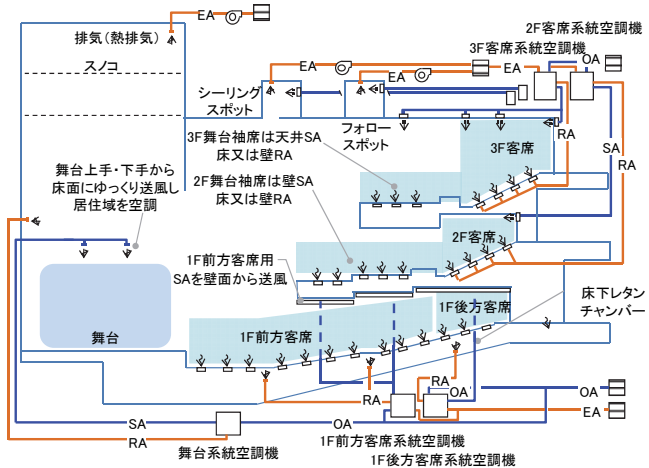 EA
排気(熱排気)
スノコ
2F客席系統空調機
3F客席系統空調機
OA
EA
EA
EA
シーリング
スポット
フォロー
スポット
RA
SA
RA
3F舞台袖席は天井SA
床又は壁RA
3F客席
舞台上手・下手から
床面にゆっくり送風し
居住域を空調
2F舞台袖席は壁SA
床又は壁RA
2F客席
1F前方客席用
SAを壁面から送風
1F後方客席
床下レタン
チャンバー
舞台
1F前方客席
RA
OA
OA
RA
OA
SA
OA
EA
RA
舞台系統空調機
1F前方客席系統空調機
1F後方客席系統空調機